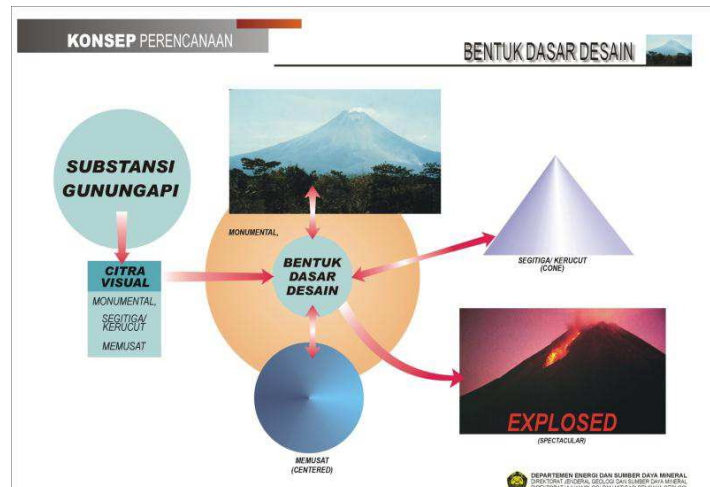 KONSEP PERENCANAAN
BENTUK DASAR DESAIN
SUBSTANSI
GUNUNGAPI
CITRA
VISUAL
MONUMENTAL,
SEGITIGA/
KERUCUT
MEMUSAT
MONUMENTAL,
BENTUK
DASAR
DESAIN
SEGITIGA/ KERUCUT
(CONE)
EXPLOSED
(SPECTACULAR)
MEMUSAT
(CENTERED)
DEPARTEMEN ENERGI DAN SUMBER DAYA MINERAL
DIREKTORAT JENDERAL GEOLOGI DAN SUMBER DAYA MINERAL